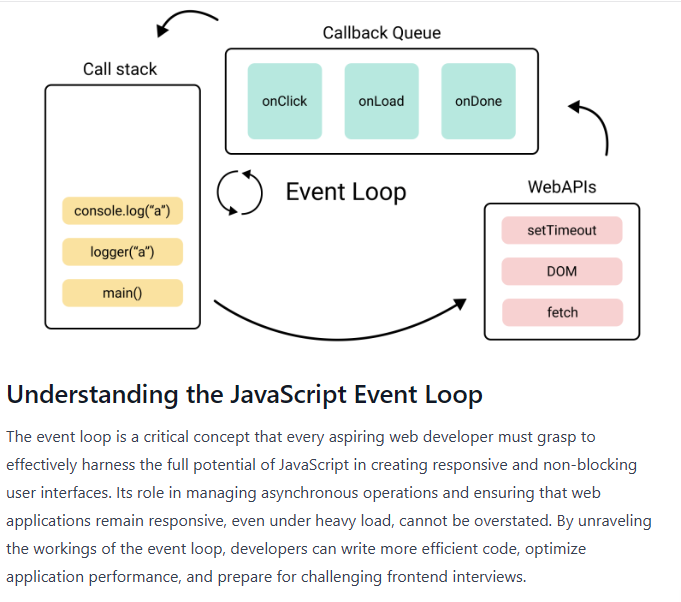 Callback Queue
Call stack
onClick onLoad onDone
Event Loop
WebAPIs
console.log("a")
setTimeout
logger("a")
DOM
main()
fetch
Understanding the JavaScript Event Loop
The event loop is a critical concept that every aspiring web developer must grasp to
effectively harness the full potential of JavaScript in creating responsive and non-blocking
user interfaces. Its role in managing asynchronous operations and ensuring that web
applications remain responsive, even under heavy load, cannot be overstated. By unraveling
the workings of the event loop, developers can write more efficient code, optimize
application performance, and prepare for challenging frontend interviews.